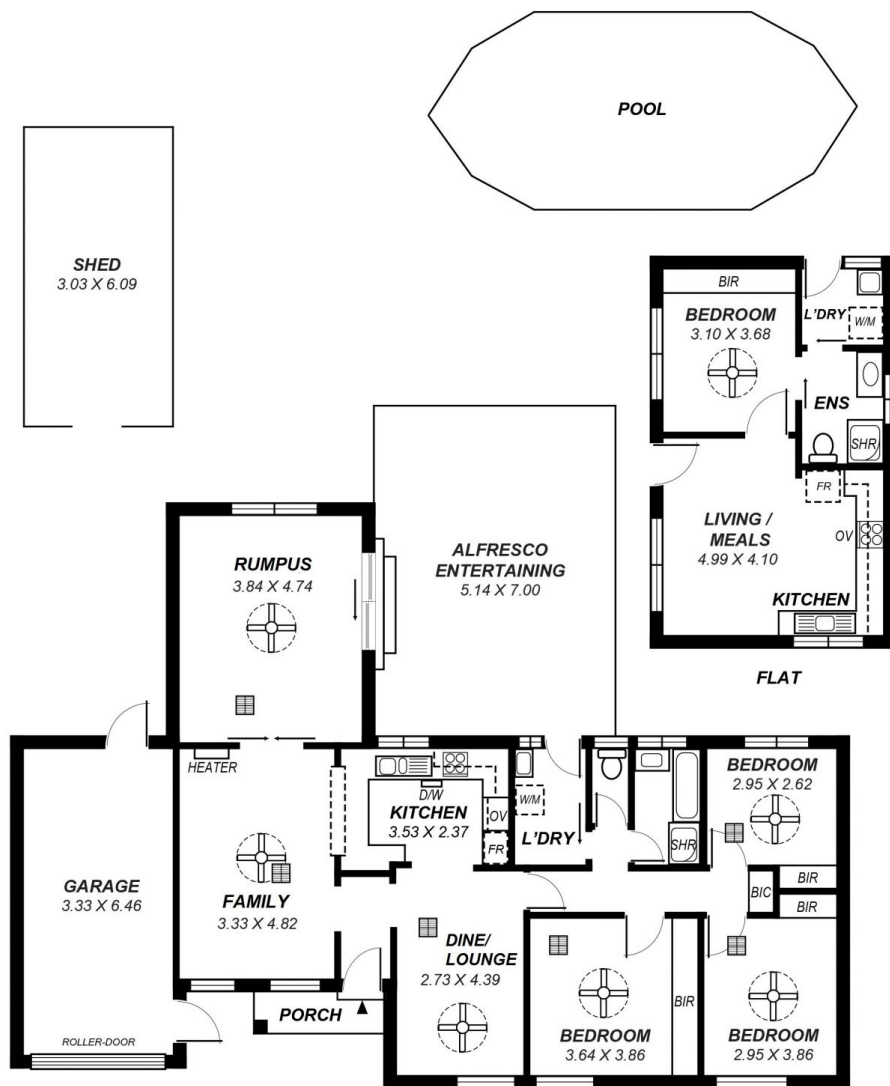 POOL
SHED
3.03 X 6.09
BIR
BEDROOM
3.10 X 3.68
L'DRY
W/M
ENS
SHR
FR
LIVING /
MEALS
4.99 X 4.10
OV
KITCHEN
FLAT
RUMPUS
3.84 X 4.74
ALFRESCO
ENTERTAINING
5.14 X 7.00
HEATER
D/W
KITCHEN
3.53 X 2.37
OV
FR
W/M
L'DRY
SHR
BEDROOM
2.95 X 2.62
BIR
BIC
BIR
GARAGE
3.33 X 6.46
FAMILY
3.33 X 4.82
DINE/
LOUNGE
2.73 X 4.39
PORCH
ROLLER-DOOR
BEDROOM
3.64 X 3.86
BIR
BEDROOM
2.95 X 3.86